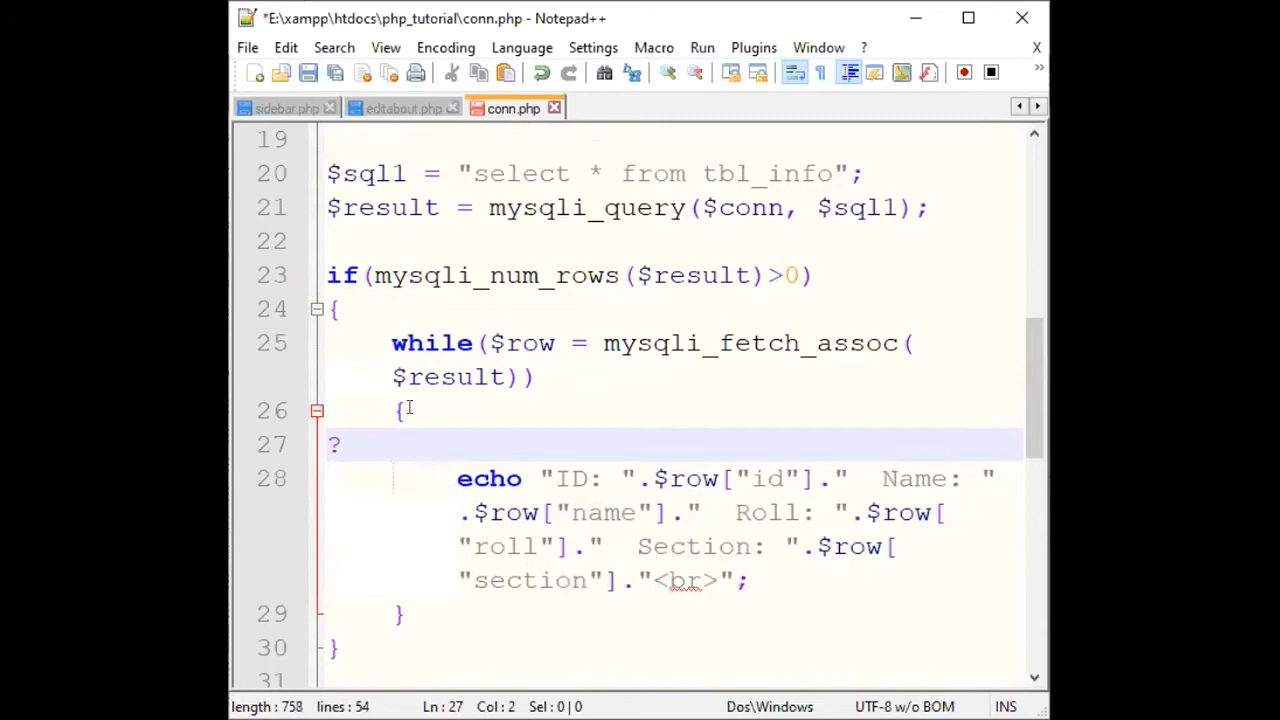 *E:\xampp\htdocs\php_tutorial\conn.php - Notepad++
File Edit Search View Encoding Language Settings Macro Run Plugins Window ? X
sidebar.php editabout.php conn.php
19
20 $sql1 = "select * from tbl_info";
21 $result = mysqli_query($conn, $sql1);
22
23 if(mysqli_num_rows($result)>0)
24 {
25 while($row = mysqli_fetch_assoc(
$result))
26 {
27 ?
28 echo "ID: ".$row["id"]."  Name: "
.$row["name"]."  Roll: ".$row[
"roll"]."  Section: ".$row[
"section"]."<br>";
29 }
30 }
31
length : 758 lines : 54 Ln : 27 Col : 2 Sel : 0 | 0 Dos\Windows UTF-8 w/o BOM INS